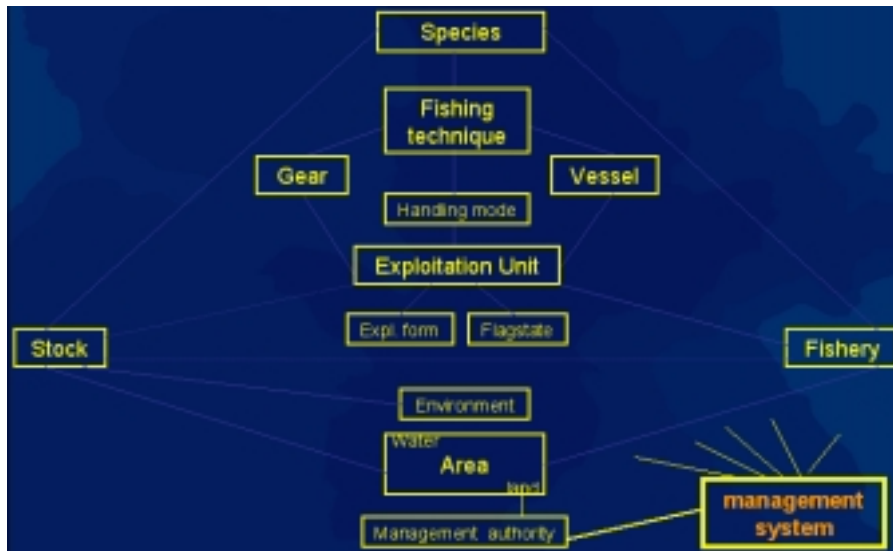 Species
Fishing
technique
Gear
Vessel
Handling mode
Exploitation Unit
Expl. form
Flagstate
Stock
Fishery
Environment
Water
Area
land
Management authority
management
system